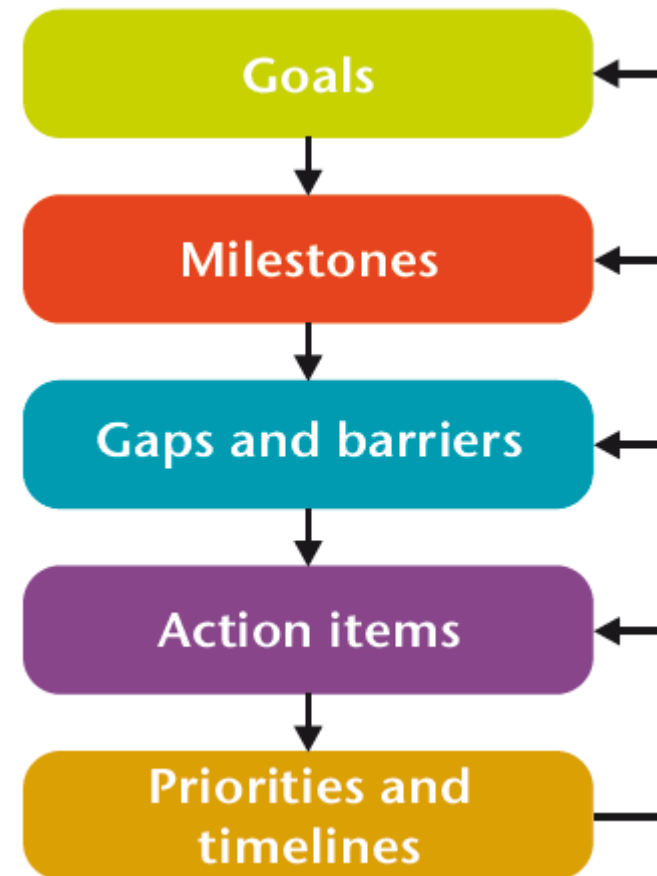 Goals
Milestones
Gaps and barriers
Action items
Priorities and
timelines